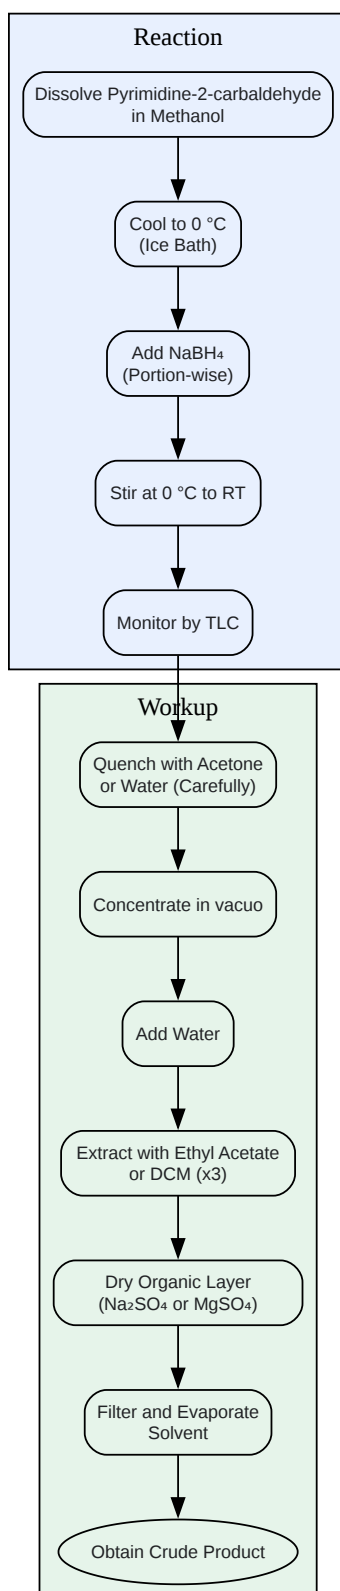 Reaction
Dissolve Pyrimidine-2-carbaldehyde
in Methanol
Cool to 0 °C
(Ice Bath)
Add NaBH₄
(Portion-wise)
Stir at 0 °C to RT
Monitor by TLC
Workup
Quench with Acetone
or Water (Carefully)
Concentrate in vacuo
Add Water
Extract with Ethyl Acetate
or DCM (x3)
Dry Organic Layer
(Na₂SO₄ or MgSO₄)
Filter and Evaporate
Solvent
Obtain Crude Product